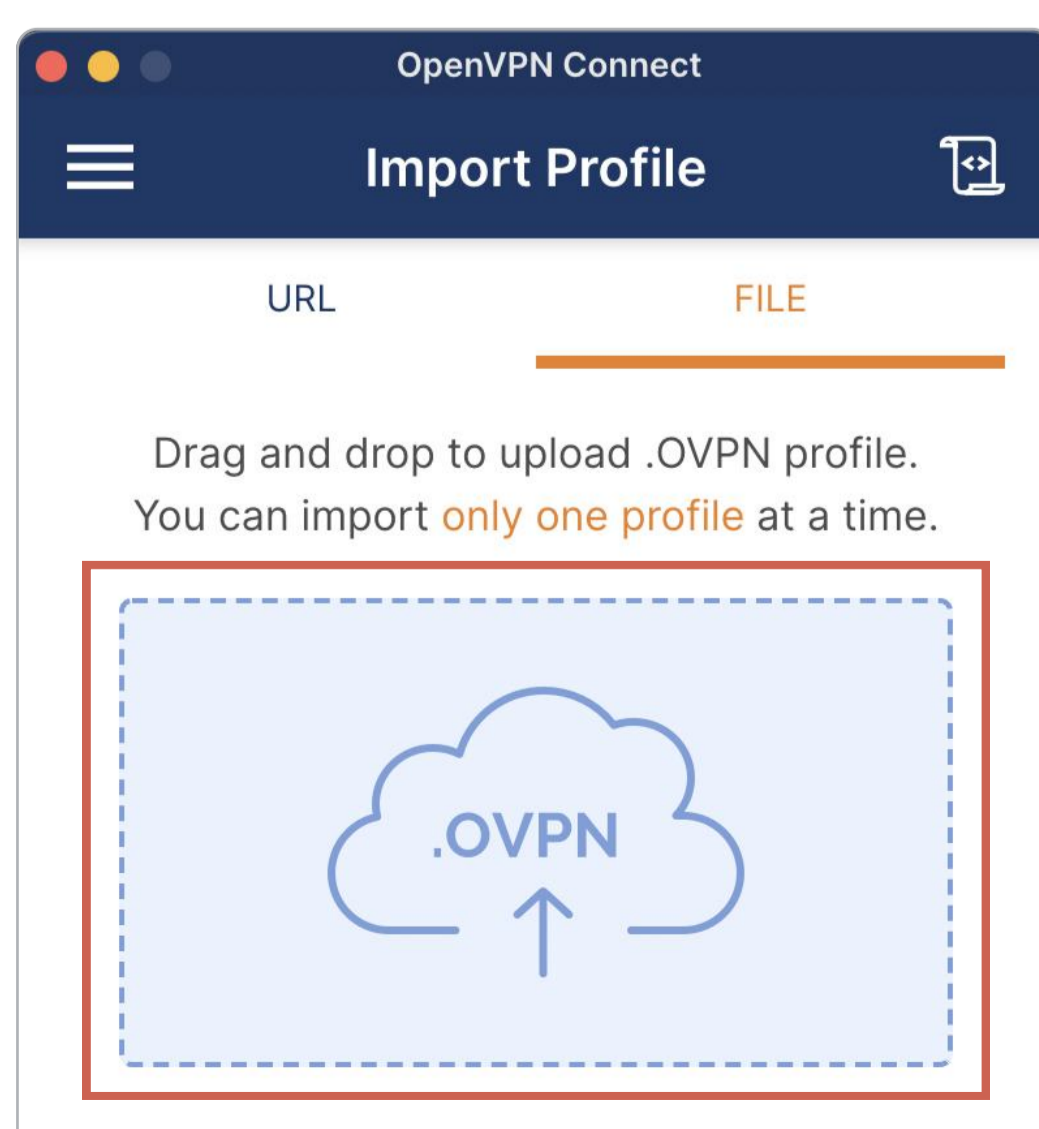 OpenVPN Connect
Import Profile
URL
FILE
Drag and drop to upload .OVPN profile.
You can import only one profile at a time.
.OVPN